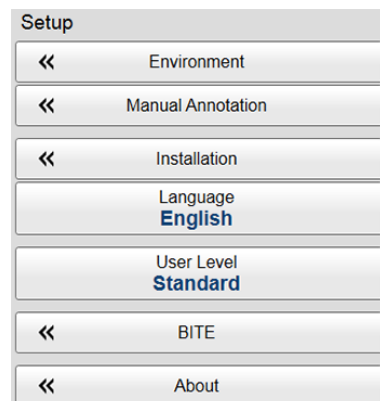 Setup
Environment
Manual Annotation
Installation
Language
English
User Level
Standard
BITE
About